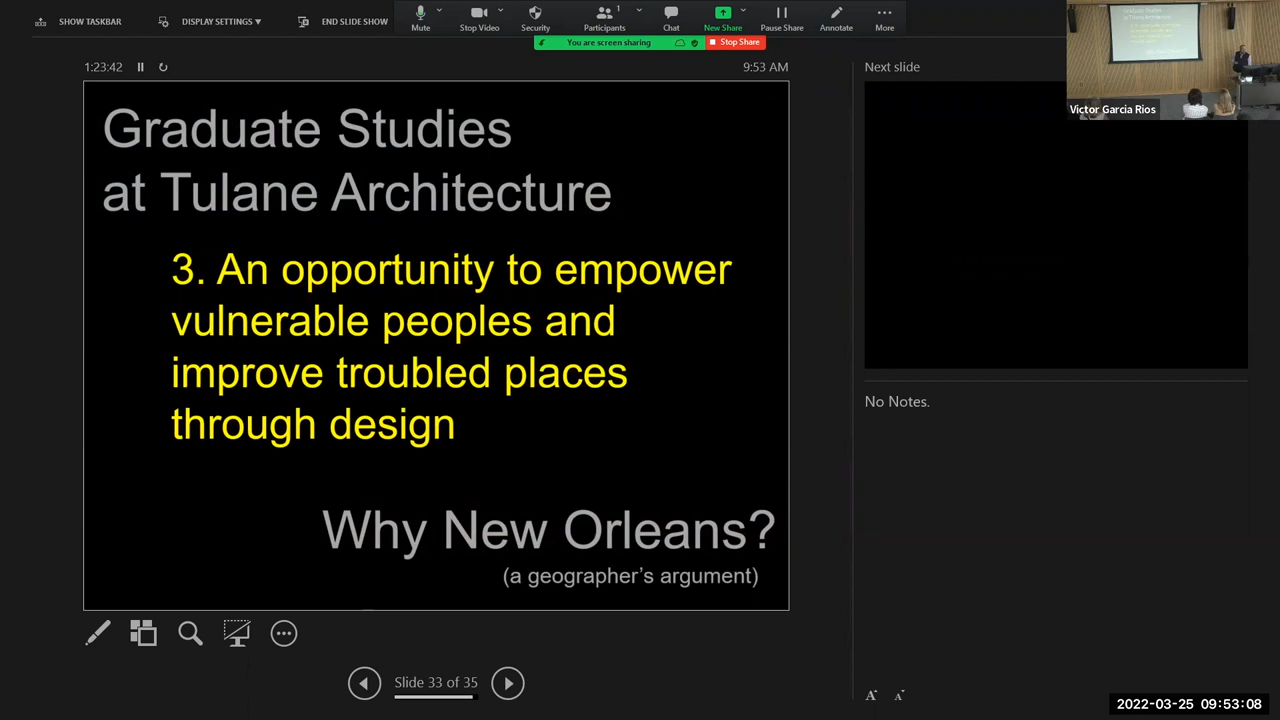 SHOW TASKBAR
DISPLAY SETTINGS
END SLIDE SHOW
Mute
Stop Video
Security
Participants
1
Chat
New Share
Pause Share
Annotate
More
You are screen sharing
Stop Share
Victor Garcia Rios
1:23:42
9:53 AM
Next slide
Graduate Studies
at Tulane Architecture
3. An opportunity to empower
vulnerable peoples and
improve troubled places
through design
Why New Orleans?
(a geographer's argument)
No Notes.
Slide 33 of 35
A
A
2022-03-25 09:53:08